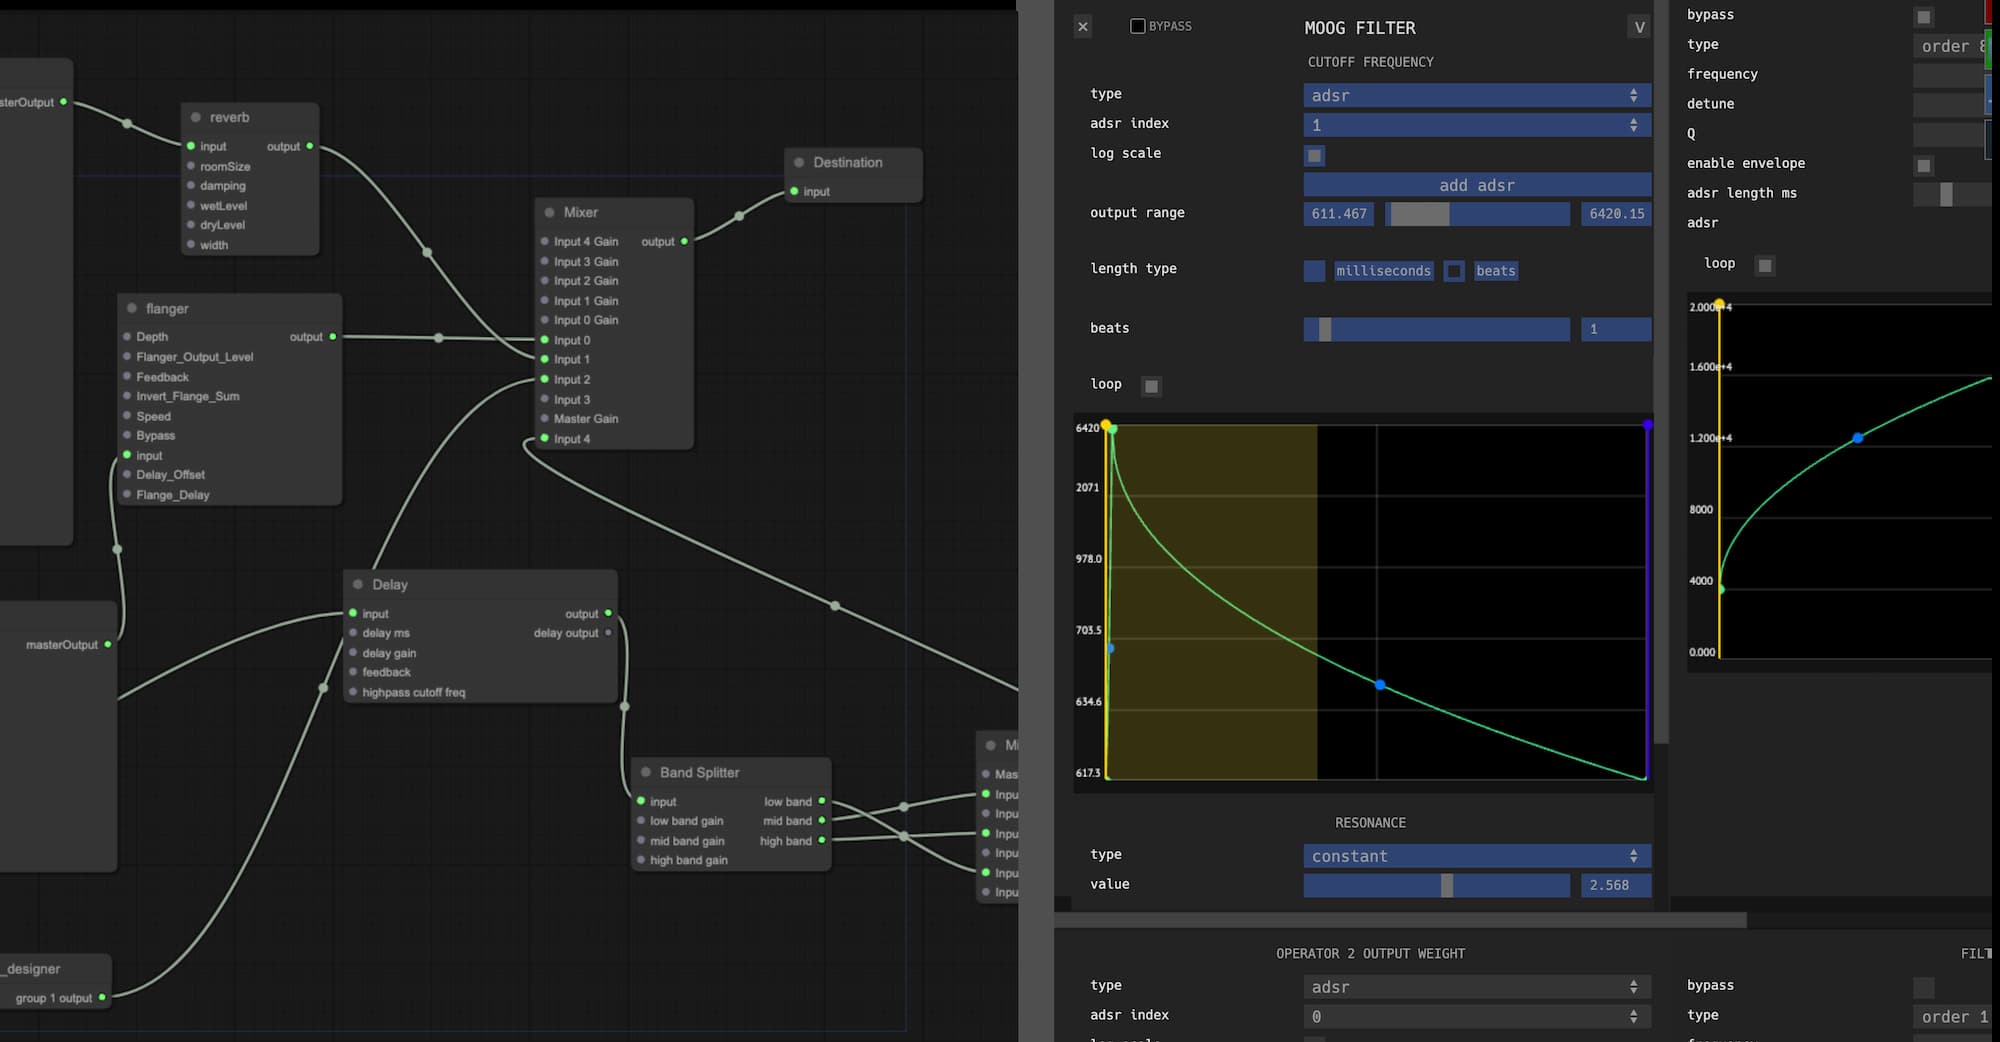 sterOutput
reverb
input output
roomSize
damping
wetLevel
dryLevel
width
flanger
Depth output
Flanger_Output_Level
Feedback
Invert_Flange_Sum
Speed
Bypass
input
Delay_Offset
Flange_Delay
Mixer
Input 4 Gain output
Input 3 Gain
Input 2 Gain
Input 1 Gain
Input 0 Gain
Input 0
Input 1
Input 2
Input 3
Master Gain
Input 4
Destination
input
masterOutput
Delay
input output
delay ms delay output
delay gain
feedback
highpass cutoff freq
Band Splitter
input low band
low band gain mid band
mid band gain high band
high band gain
Mi
Mas
Inpu
Inpu
Inpu
Inpu
Inpu
Inpu
_designer
group 1 output
BYPASS MOOG FILTER V
CUTOFF FREQUENCY
type adsr
adsr index 1
log scale
add adsr
output range 611.467 6420.15
length type milliseconds beats
beats 1
loop
6420
2071
978.0
705.5
634.6
617.3
RESONANCE
type constant
value 2.568
OPERATOR 2 OUTPUT WEIGHT
type adsr
adsr index 0
bypass
type order 8
frequency
detune
Q
enable envelope
adsr length ms
adsr
loop
2.000e+4
1.600e+4
1.200e+4
8000
4000
0.000
FILT
bypass
type order 1